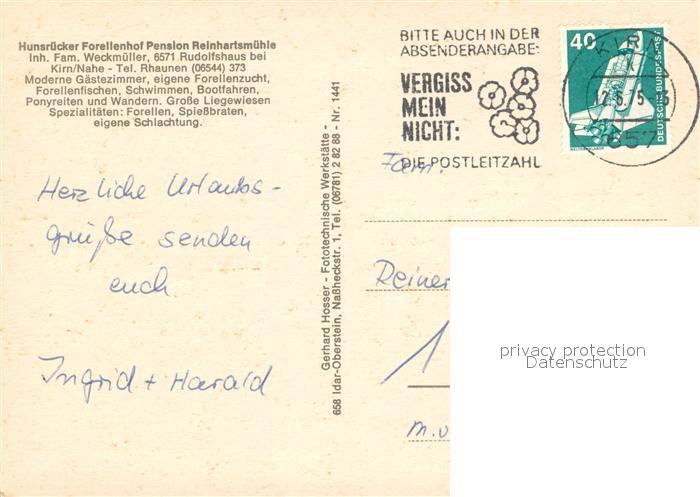 Hunsrücker Forellenhof Pension Reinhartsmühle
Inh. Fam. Weckmüller, 6571 Rudolfshaus bei
Kirn/Nahe - Tel. Rhaunen (06544) 373
Moderne Gästezimmer, eigene Forellenzucht,
Forellenfischen, Schwimmen, Bootfahren,
Ponyreiten und Wandern. Große Liegewiesen
Spezialitäten: Forellen, Spießbraten,
eigene Schlachtung.
Herzliche Urlaubs-
grüße senden
euch
Ingrid + Harald
Gerhard Hosser - Fototechnische Werkstätte -
658 Idar-Oberstein, Naßheckstr. 1, Tel. (06781) 2 82 88 - Nr. 1441
BITTE AUCH IN DER
ABSENDERANGABE:
VERGISS
MEIN
NICHT:
DIE POSTLEITZAHL
40
DEUTSCHE BUNDESPOST
657
Fam.
Reiner
1
privacy protection
Datenschutz